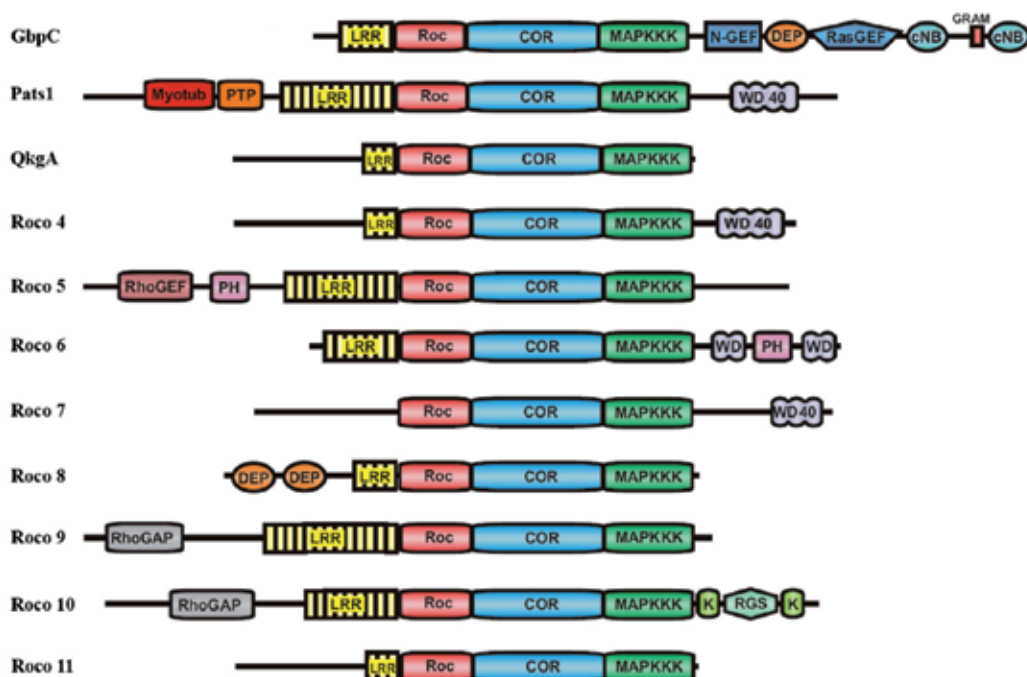 GRAM
GbpC LRR Roc COR MAPKKK N-GEF DEP RasGEF cNB cNB
Pats1 Myotub PTP LRR Roc COR MAPKKK WD 40
QkgA LRR Roc COR MAPKKK
Roco 4 LRR Roc COR MAPKKK WD 40
Roco 5 RhoGEF PH LRR Roc COR MAPKKK
Roco 6 LRR Roc COR MAPKKK WD PH WD
Roco 7 Roc COR MAPKKK WD 40
Roco 8 DEP DEP LRR Roc COR MAPKKK
Roco 9 RhoGAP LRR Roc COR MAPKKK
Roco 10 RhoGAP LRR Roc COR MAPKKK K RGS K
Roco 11 LRR Roc COR MAPKKK